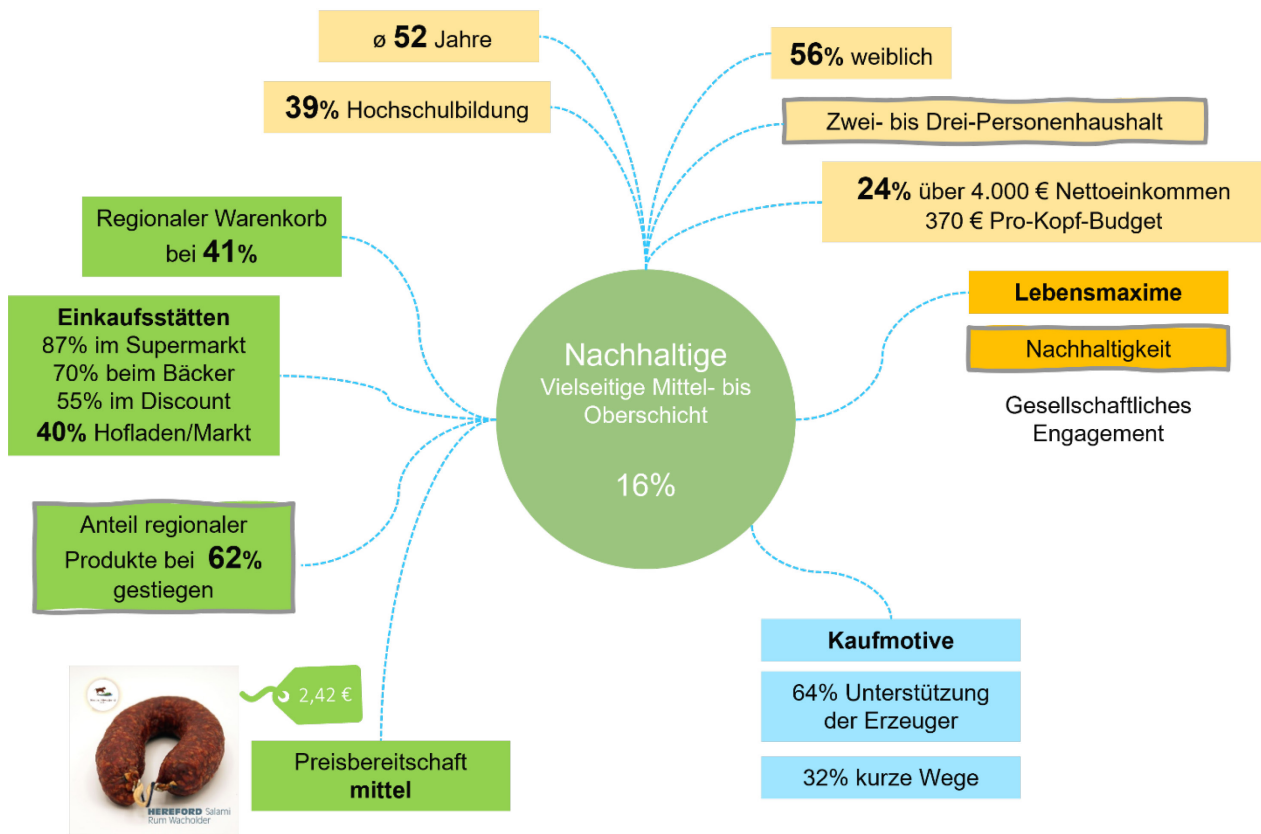 ø 52 Jahre
56% weiblich
39% Hochschulbildung
Zwei- bis Drei-Personenhaushalt
24% über 4.000 € Nettoeinkommen
370 € Pro-Kopf-Budget
Regionaler Warenkorb
bei 41%
Einkaufsstätten
87% im Supermarkt
70% beim Bäcker
55% im Discount
40% Hofladen/Markt
Anteil regionaler
Produkte bei 62%
gestiegen
2,42 €
HEREFORD Salami
Rum Wacholder
Preisbereitschaft
mittel
Nachhaltige
Vielseitige Mittel- bis
Oberschicht
16%
Lebensmaxime
Nachhaltigkeit
Gesellschaftliches
Engagement
Kaufmotive
64% Unterstützung
der Erzeuger
32% kurze Wege